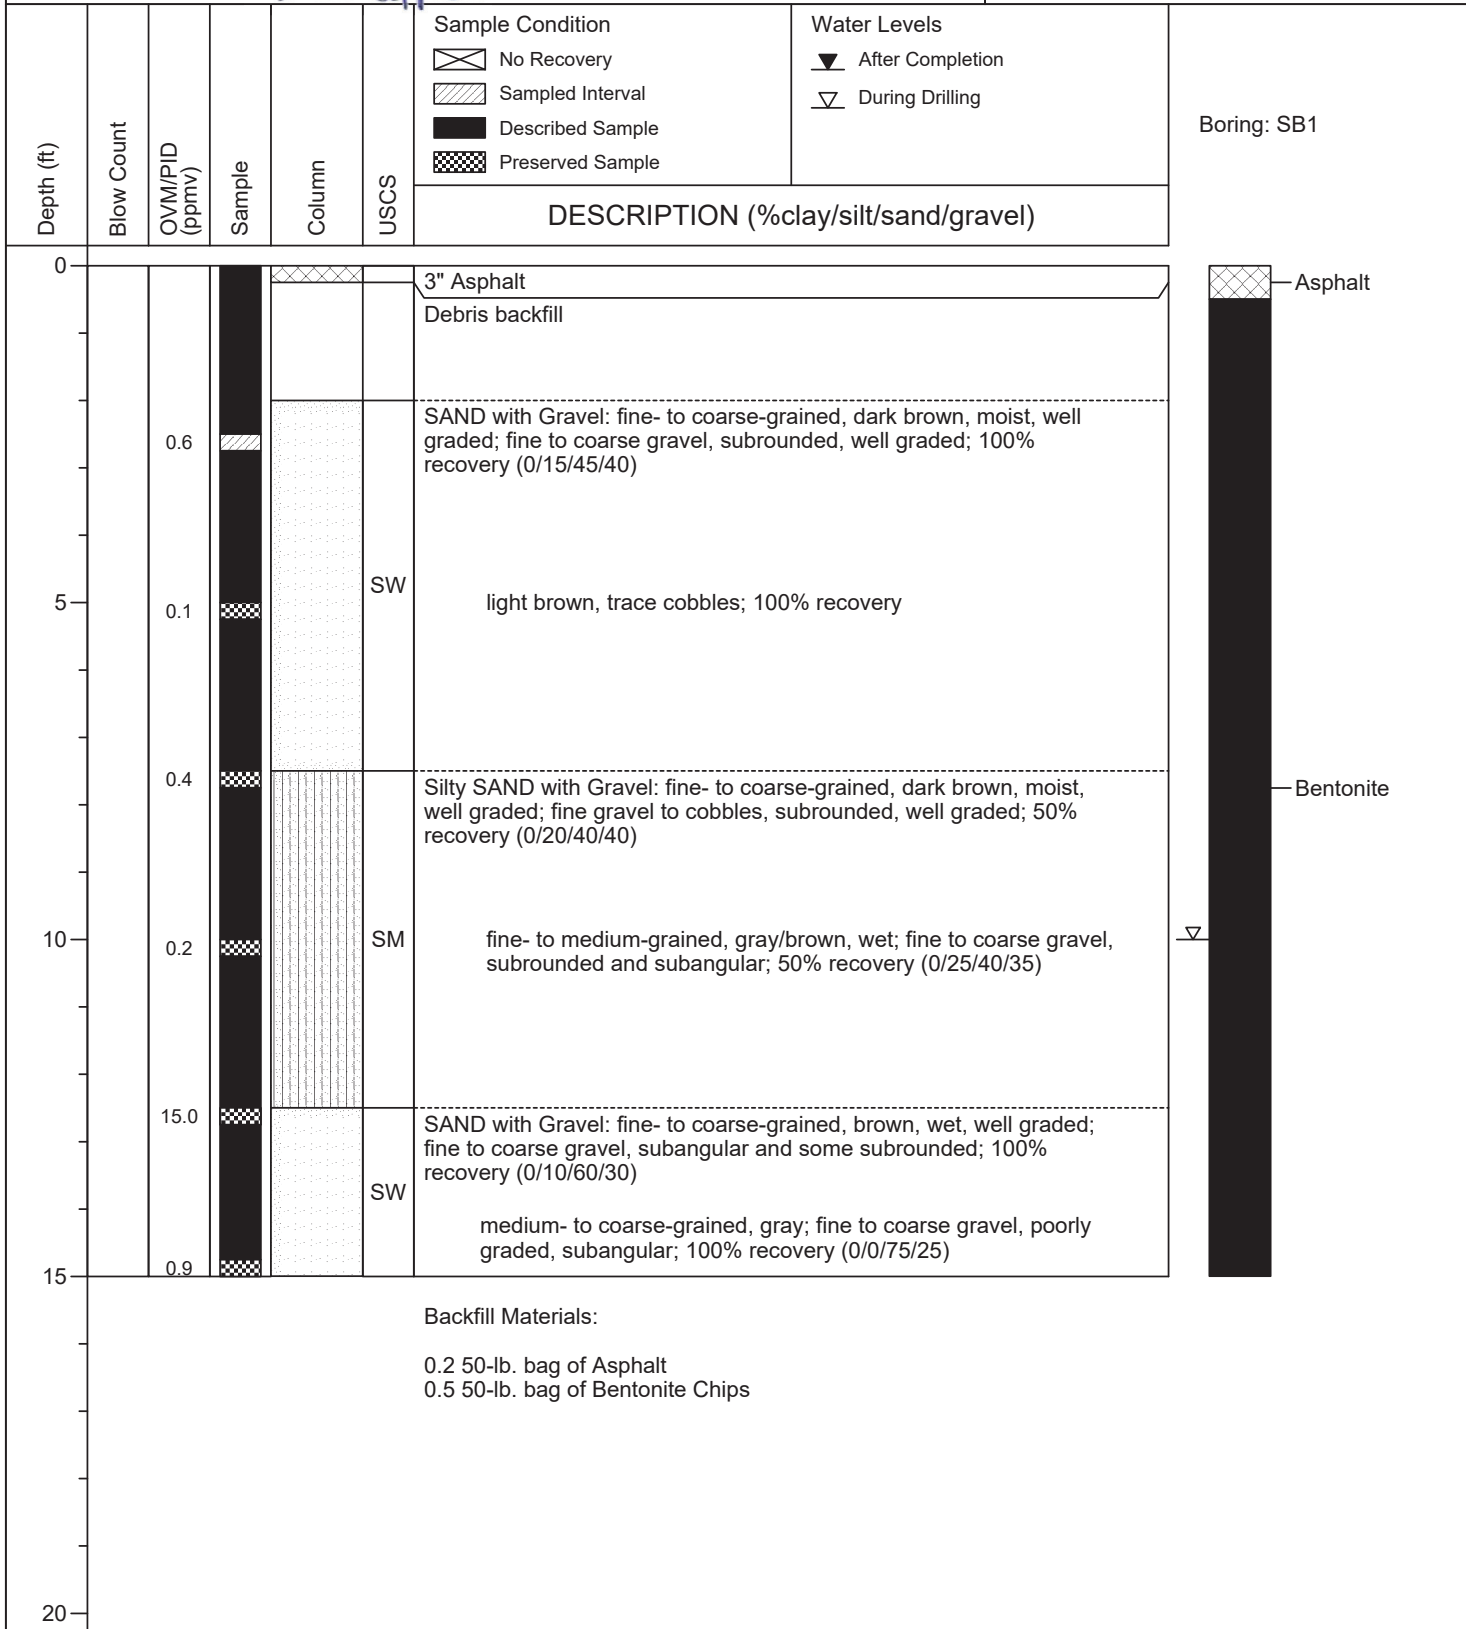 Sample Condition
No Recovery
Sampled Interval
Described Sample
Preserved Sample
Water Levels
After Completion
During Drilling
Boring: SB1
Depth (ft)
Blow Count
OVM/PID
(ppmv)
Sample
Column
USCS
DESCRIPTION (%clay/silt/sand/gravel)
0
3" Asphalt
Asphalt
Debris backfill
SAND with Gravel: fine- to coarse-grained, dark brown, moist, well
graded; fine to coarse gravel, subrounded, well graded; 100%
recovery (0/15/45/40)
0.6
SW
5
0.1
light brown, trace cobbles; 100% recovery
0.4
Silty SAND with Gravel: fine- to coarse-grained, dark brown, moist,
well graded; fine gravel to cobbles, subrounded, well graded; 50%
recovery (0/20/40/40)
Bentonite
10
0.2
SM
fine- to medium-grained, gray/brown, wet; fine to coarse gravel,
subrounded and subangular; 50% recovery (0/25/40/35)
15.0
SAND with Gravel: fine- to coarse-grained, brown, wet, well graded;
fine to coarse gravel, subangular and some subrounded; 100%
recovery (0/10/60/30)
SW
medium- to coarse-grained, gray; fine to coarse gravel, poorly
graded, subangular; 100% recovery (0/0/75/25)
0.9
15
Backfill Materials:
0.2 50-lb. bag of Asphalt
0.5 50-lb. bag of Bentonite Chips
20